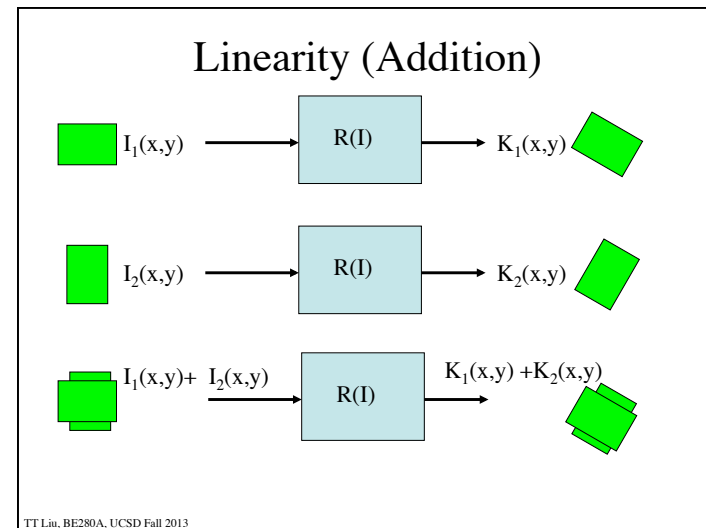 Linearity (Addition)
I₁(x,y) R(I) K₁(x,y)
I₂(x,y) R(I) K₂(x,y)
I₁(x,y)+ I₂(x,y) R(I) K₁(x,y) +K₂(x,y)
TT Liu, BE280A, UCSD Fall 2013